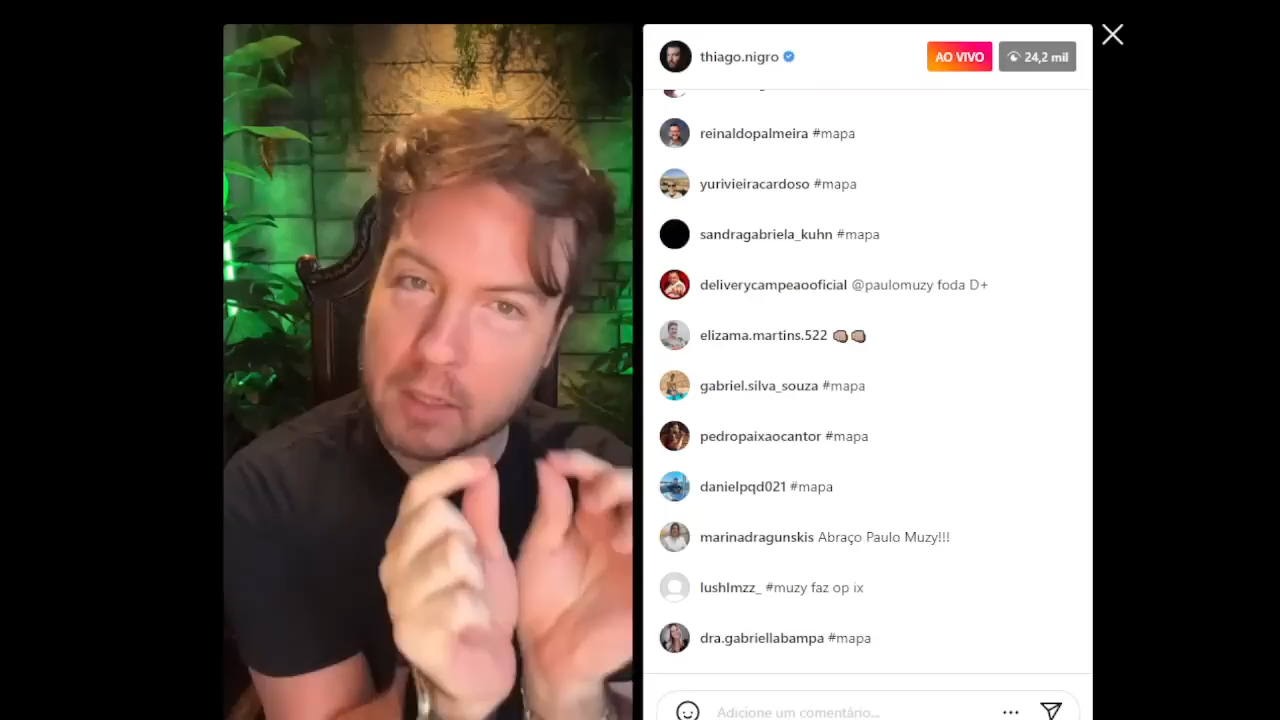 thiago.nigro
AO VIVO
24,2 mil
reinaldopalmeira #mapa
yurivieiracardoso #mapa
sandragabriela_kuhn #mapa
deliverycampeaooficial @paulomuzy foda D+
elizama.martins.522
gabriel.silva_souza #mapa
pedropaixaocantor #mapa
danielpqd021 #mapa
marinadragunskis Abraço Paulo Muzy!!!
lushlmzz_ #muzy faz op ix
dra.gabriellabampa #mapa
Adicione um comentário...